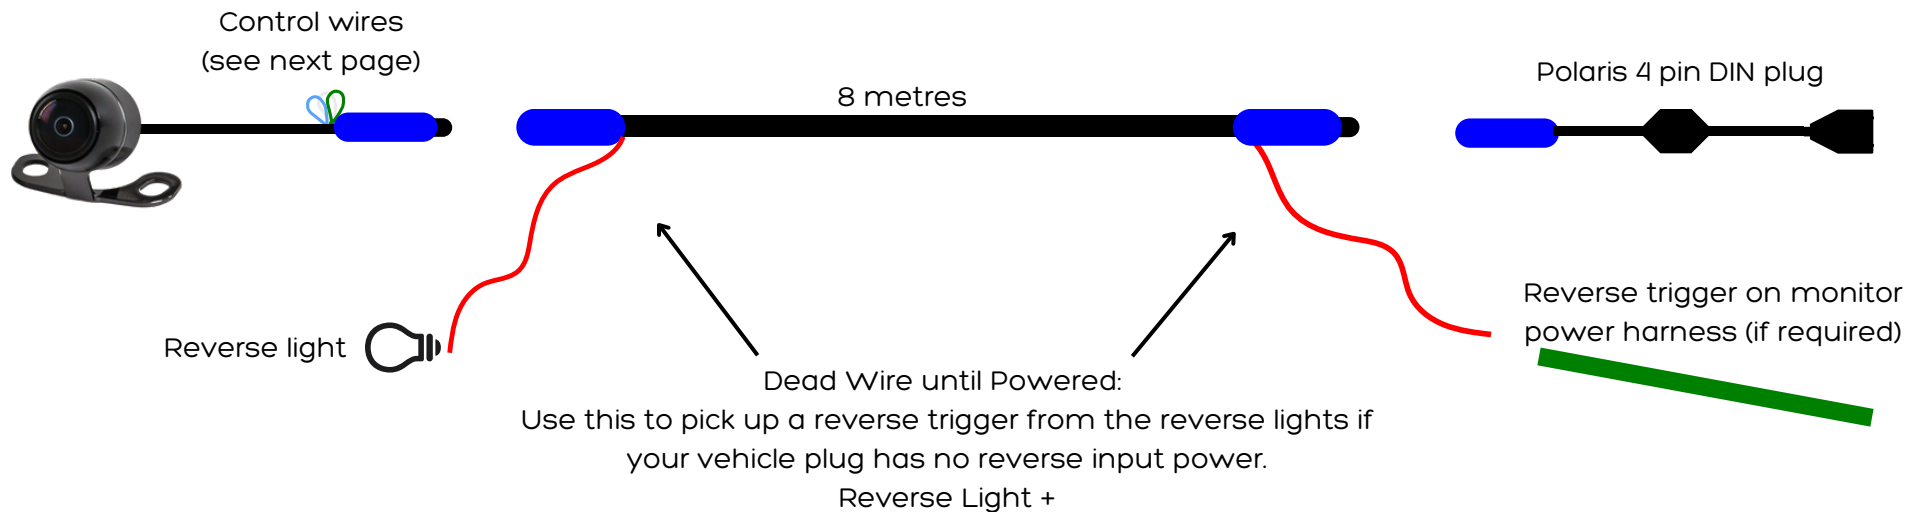 Control wires
(see next page)
8 metres
Polaris 4 pin DIN plug
Reverse light
Reverse trigger on monitor
power harness (if required)
Dead Wire until Powered:
Use this to pick up a reverse trigger from the reverse lights if
your vehicle plug has no reverse input power.
Reverse Light +